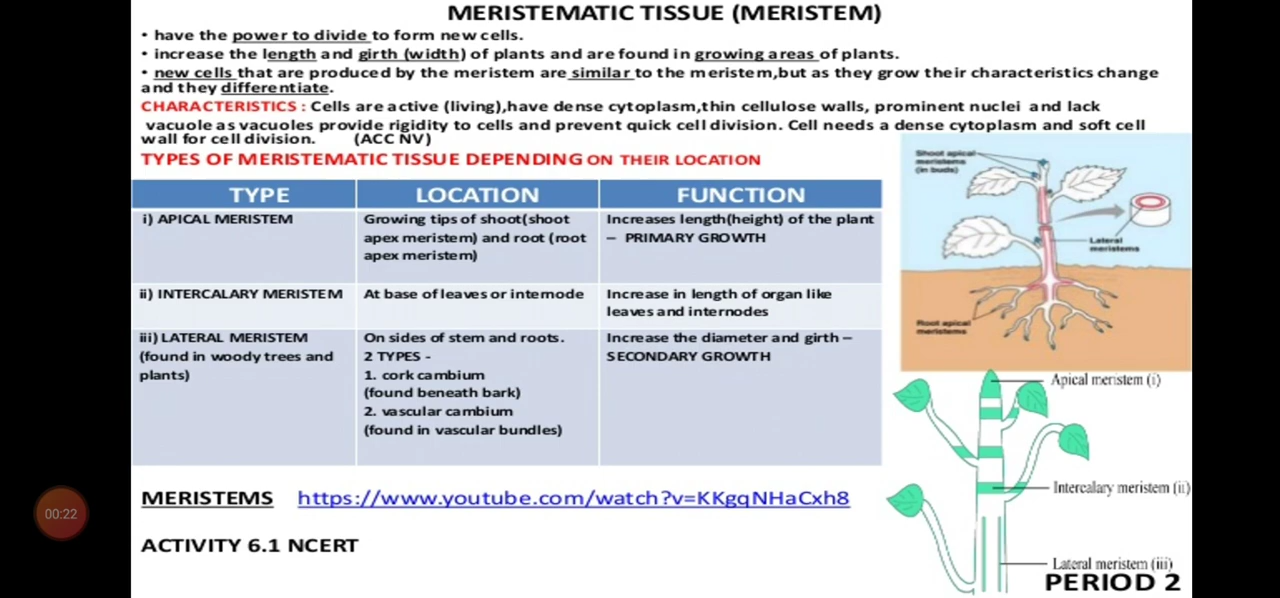 MERISTEMATIC TISSUE (MERISTEM)
• have the power to divide to form new cells.
• increase the length and girth (width) of plants and are found in growing areas of plants.
• new cells that are produced by the meristem are similar to the meristem,but as they grow their characteristics change
and they differentiate.
CHARACTERISTICS : Cells are active (living),have dense cytoplasm,thin cellulose walls, prominent nuclei and lack
vacuole as vacuoles provide rigidity to cells and prevent quick cell division. Cell needs a dense cytoplasm and soft cell
wall for cell division. (ACC NV)
TYPES OF MERISTEMATIC TISSUE DEPENDING ON THEIR LOCATION
TYPE LOCATION FUNCTION
i) APICAL MERISTEM
Growing tips of shoot(shoot
apex meristem) and root (root
apex meristem)
Increases length(height) of the plant
– PRIMARY GROWTH
ii) INTERCALARY MERISTEM
At base of leaves or internode
Increase in length of organ like
leaves and internodes
iii) LATERAL MERISTEM
(found in woody trees and
plants)
On sides of stem and roots.
2 TYPES -
1. cork cambium
(found beneath bark)
2. vascular cambium
(found in vascular bundles)
Increase the diameter and girth –
SECONDARY GROWTH
Shoot apical
meristems
(in buds)
Lateral
meristems
Root apical
meristems
Apical meristem (i)
Intercalary meristem (ii)
Lateral meristem (iii)
MERISTEMS https://www.youtube.com/watch?v=KKgqNHaCxh8
ACTIVITY 6.1 NCERT
PERIOD 2
00:22